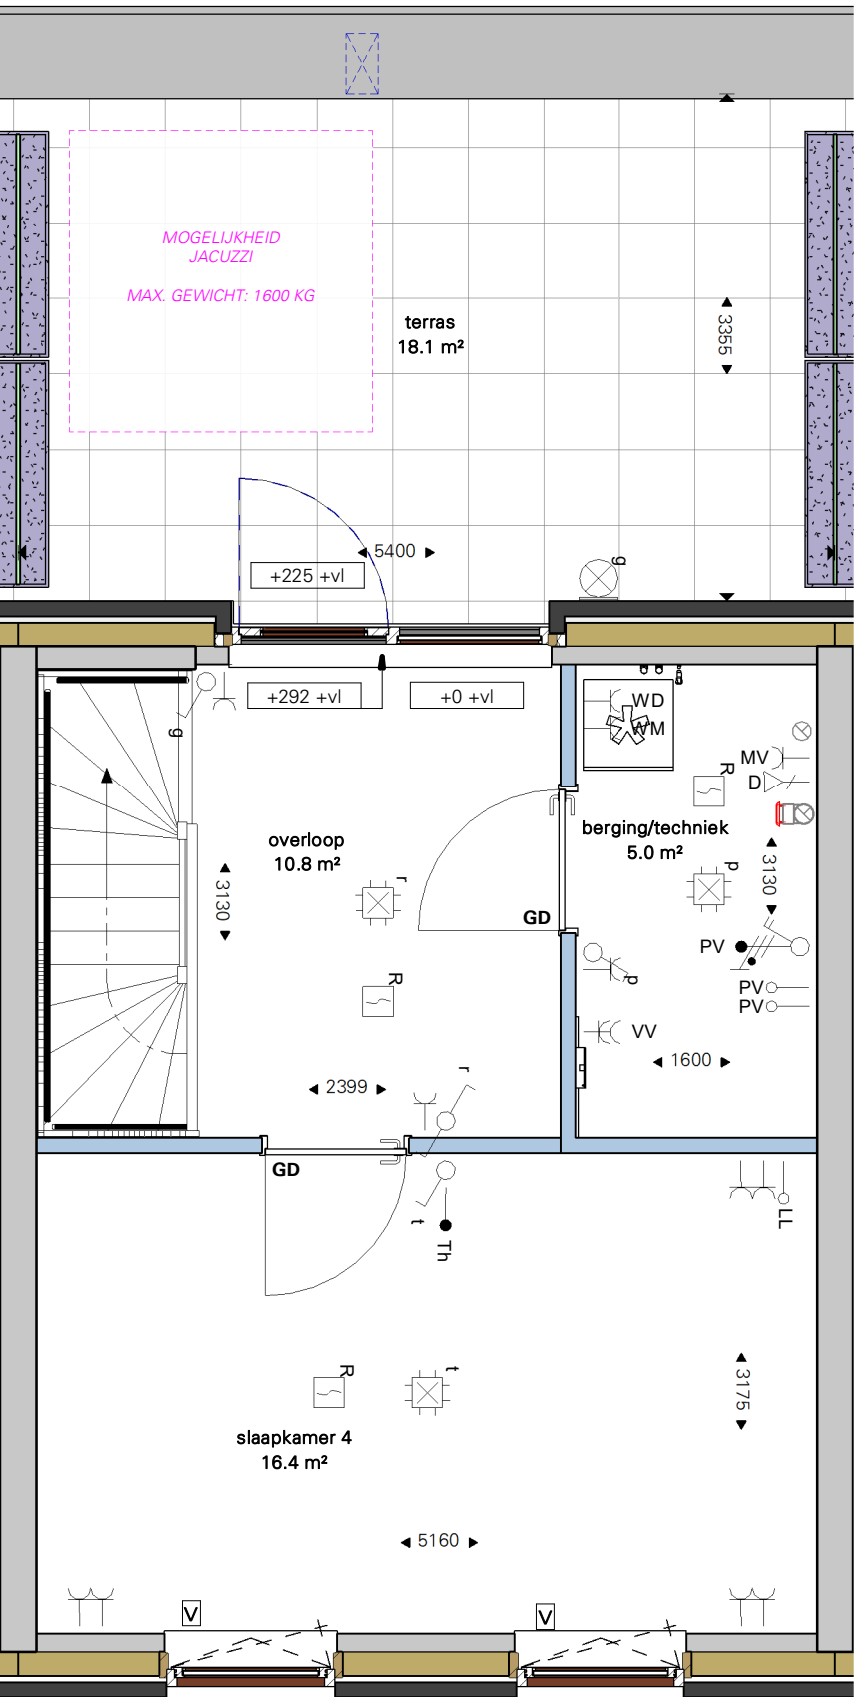 MOGELIJKHEID
JACUZZI
MAX. GEWICHT: 1600 KG
terras
18.1 m²
3355
5400
+225 +vl
g
+292 +vl
+0 +vl
g
WD
WM
MV
D
R
berging/techniek
5.0 m²
overloop
10.8 m²
3130
r
p
3130
GD
PV
R
p
PV
PV
VV
1600
2399
r
GD
t
Th
LL
R
t
3175
slaapkamer 4
16.4 m²
5160
V
V